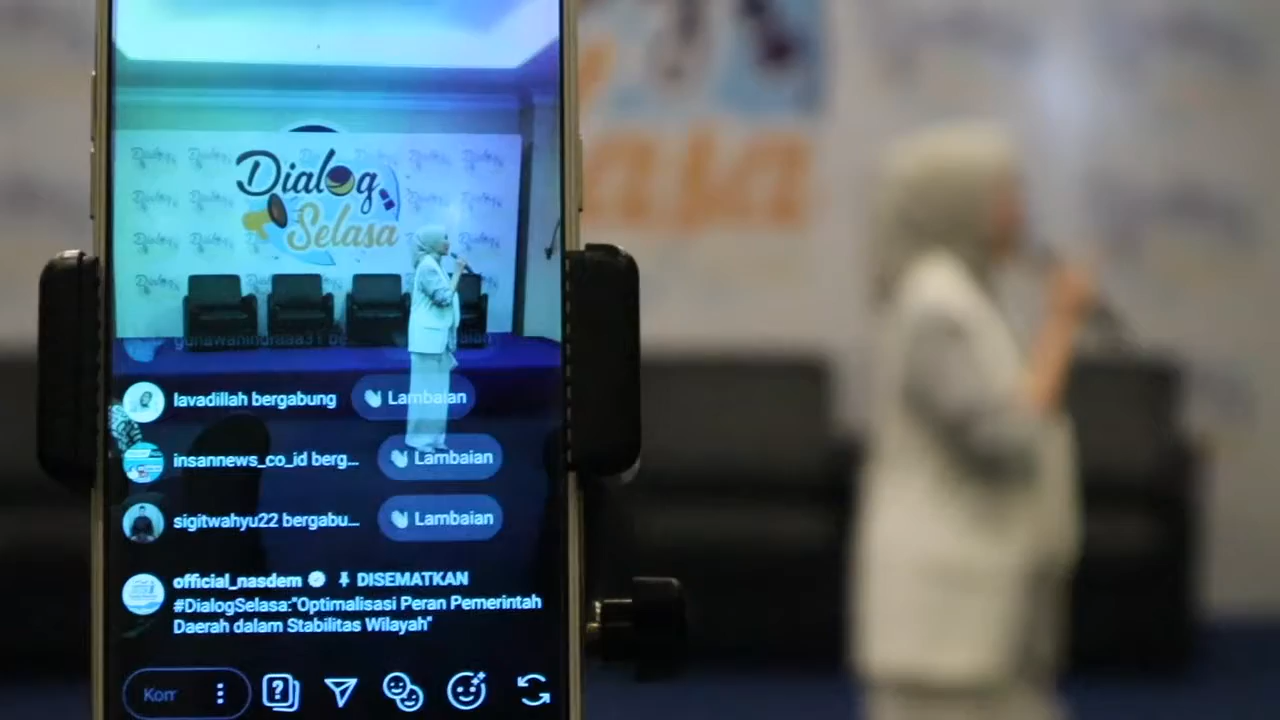 Dialog
Selasa
lavadillah bergabung
Lambaian
insannews_co_id berg...
Lambaian
sigitwahyu22 bergabu...
Lambaian
official_nasdem DISEMATKAN
#DialogSelasa:"Optimalisasi Peran Pemerintah
Daerah dalam Stabilitas Wilayah"
Kom